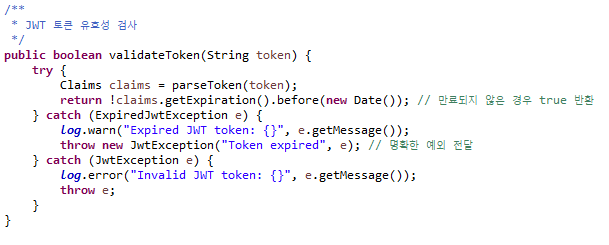 /**
 * JWT 토큰 유효성 검사
 */
public boolean validateToken(String token) {
    try {
        Claims claims = parseToken(token);
        return !claims.getExpiration().before(new Date()); // 만료되지 않은 경우 true 반환
    } catch (ExpiredJwtException e) {
        log.warn("Expired JWT token: {}", e.getMessage());
        throw new JwtException("Token expired", e); // 명확한 예외 전달
    } catch (JwtException e) {
        log.error("Invalid JWT token: {}", e.getMessage());
        throw e;
    }
}